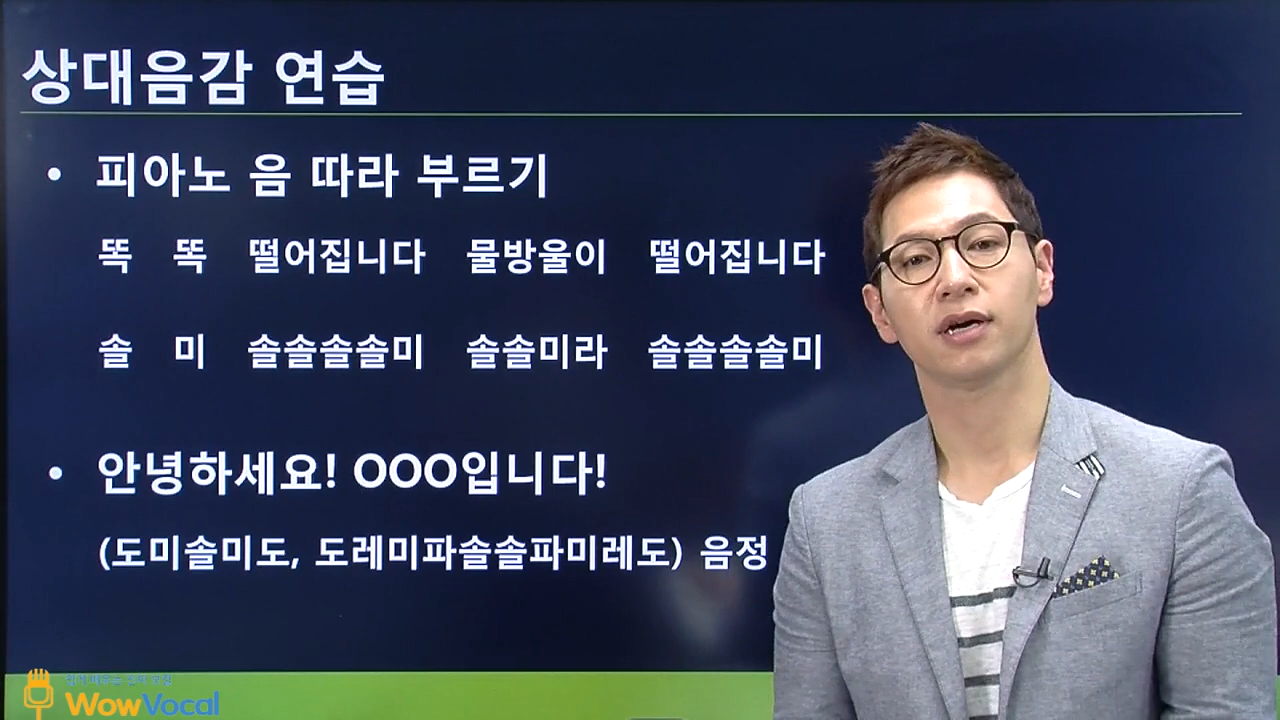 상대음감 연습
• 피아노 음 따라 부르기
똑 똑 떨어집니다 물방울이 떨어집니다
솔 미 솔솔솔솔미 솔솔미라 솔솔솔솔미
• 안녕하세요! OOO입니다!
(도미솔미도, 도레미파솔솔파미레도) 음정
WowVocal